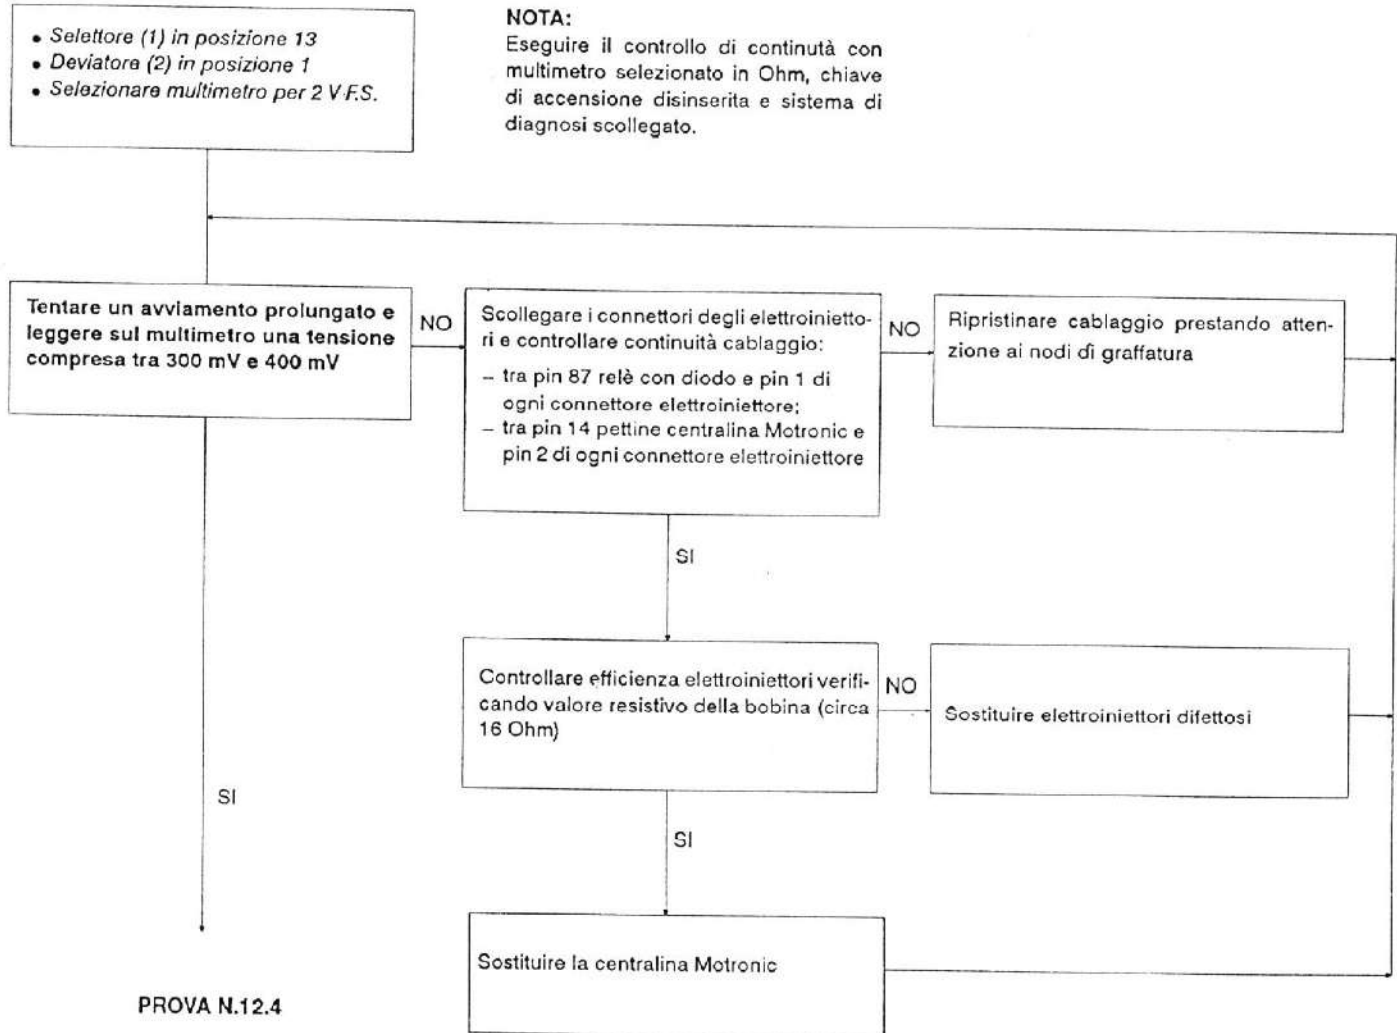 • Selettore (1) in posizione 13
• Deviatore (2) in posizione 1
• Selezionare multimetro per 2 V.F.S.
NOTA:
Eseguire il controllo di continutà con
multimetro selezionato in Ohm, chiave
di accensione disinserita e sistema di
diagnosi scollegato.
Tentare un avviamento prolungato e
leggere sul multimetro una tensione
compresa tra 300 mV e 400 mV
NO
Scollegare i connettori degli elettroinietto-
ri e controllare continuità cablaggio:
– tra pin 87 relè con diodo e pin 1 di
ogni connettore elettroiniettore;
– tra pin 14 pettine centralina Motronic e
pin 2 di ogni connettore elettroiniettore
NO
Ripristinare cablaggio prestando atten-
zione ai nodi di graffatura
SI
Controllare efficienza elettroiniettori verifi-
cando valore resistivo della bobina (circa
16 Ohm)
NO
Sostituire elettroiniettori difettosi
SI
SI
Sostituire la centralina Motronic
PROVA N.12.4